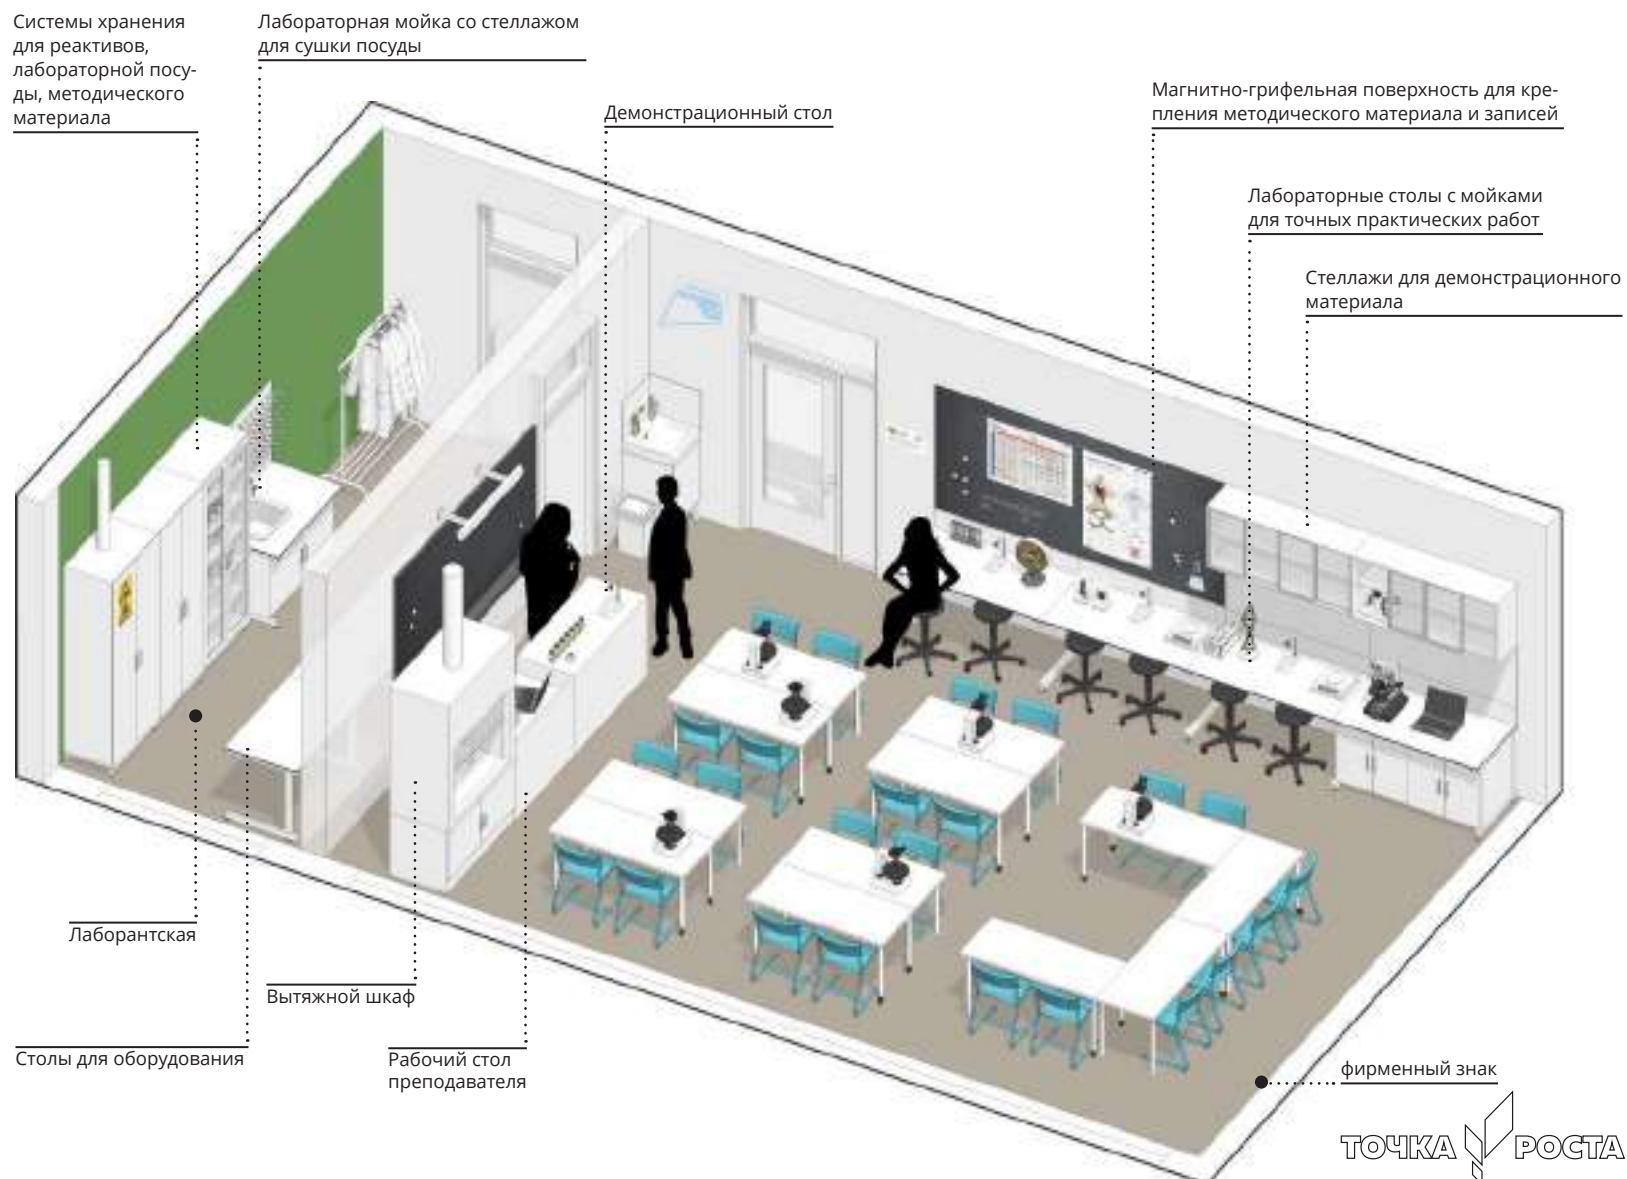 Системы хранения
для реактивов,
лабораторной посу-
ды, методического
материала
Лабораторная мойка со стеллажом
для сушки посуды
Демонстрационный стол
Магнитно-грифельная поверхность для кре-
пления методического материала и записей
Лабораторные столы с мойками
для точных практических работ
Стеллажи для демонстрационного
материала
Лаборантская
Вытяжной шкаф
Столы для оборудования
Рабочий стол
преподавателя
фирменный знак
ТОЧКА РОСТА